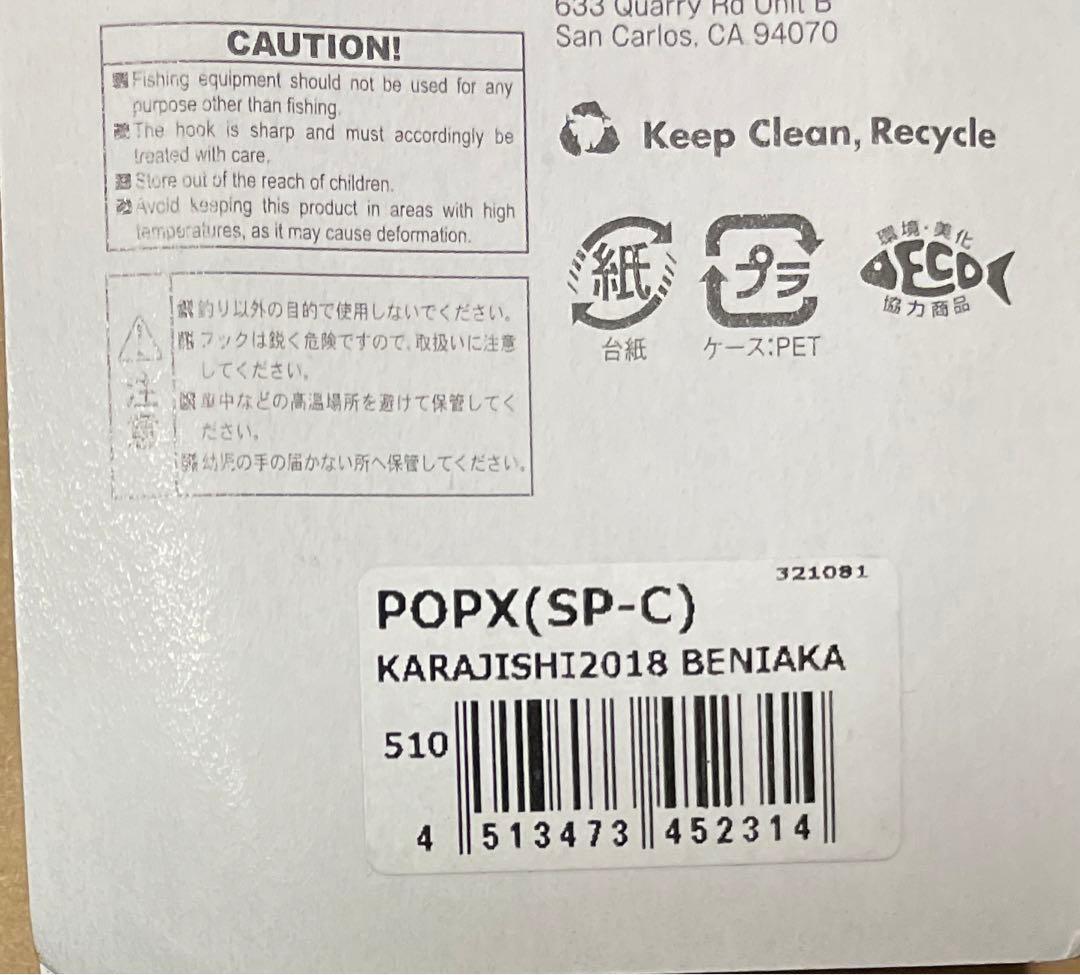 633 Quarry Rd Unit B
San Carlos, CA 94070
CAUTION!
Fishing equipment should not be used for any
purpose other than fishing.
The hook is sharp and must accordingly be
treated with care.
Store out of the reach of children.
Avoid keeping this product in areas with high
temperatures, as it may cause deformation.
Keep Clean, Recycle
紙
台紙
プラ
ケース:PET
環境・美化
ECO
協力商品
注意
釣り以外の目的で使用しないでください。
フックは鋭く危険ですので、取扱いに注意
してください。
車中などの高温場所を避けて保管してく
ださい。
幼児の手の届かない所へ保管してください。
321081
POPX(SP-C)
KARAJISHI2018 BENIAKA
510
4 513473 452314